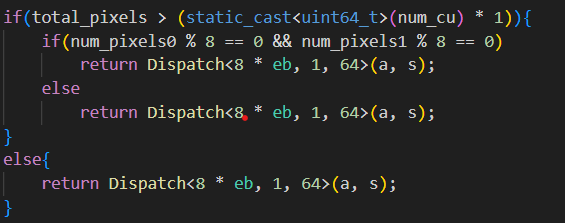 if(total_pixels > (static_cast<uint64_t>(num_cu) * 1)){
if(num_pixels0 % 8 == 0 && num_pixels1 % 8 == 0)
return Dispatch<8 * eb, 1, 64>(a, s);
else
return Dispatch<8 * eb, 1, 64>(a, s);
}
else{
return Dispatch<8 * eb, 1, 64>(a, s);
}